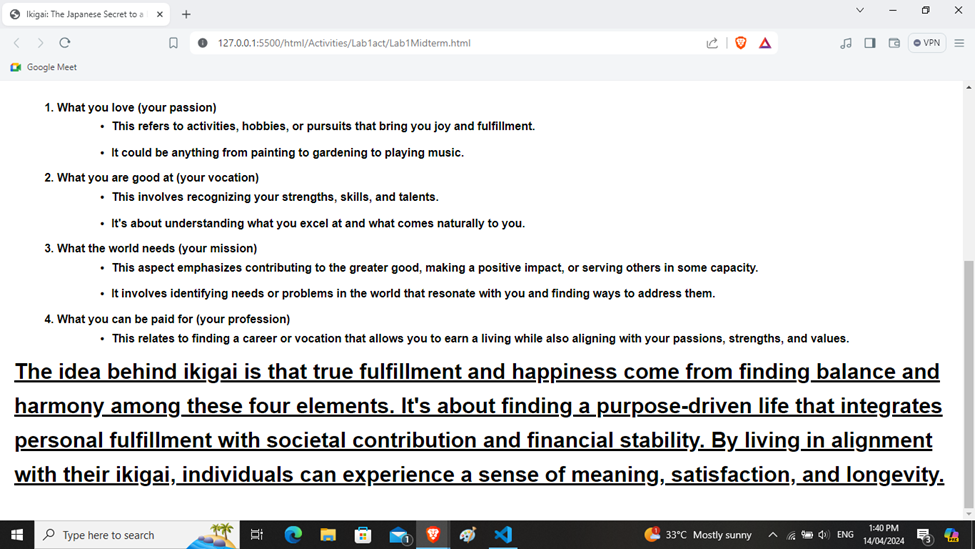 Ikigai: The Japanese Secret to a
127.0.0.1:5500/html/Activities/Lab1act/Lab1Midterm.html
VPN
Google Meet
1. What you love (your passion)
• This refers to activities, hobbies, or pursuits that bring you joy and fulfillment.
• It could be anything from painting to gardening to playing music.
2. What you are good at (your vocation)
• This involves recognizing your strengths, skills, and talents.
• It's about understanding what you excel at and what comes naturally to you.
3. What the world needs (your mission)
• This aspect emphasizes contributing to the greater good, making a positive impact, or serving others in some capacity.
• It involves identifying needs or problems in the world that resonate with you and finding ways to address them.
4. What you can be paid for (your profession)
• This relates to finding a career or vocation that allows you to earn a living while also aligning with your passions, strengths, and values.
The idea behind ikigai is that true fulfillment and happiness come from finding balance and
harmony among these four elements. It's about finding a purpose-driven life that integrates
personal fulfillment with societal contribution and financial stability. By living in alignment
with their ikigai, individuals can experience a sense of meaning, satisfaction, and longevity.
Type here to search
1
33°C Mostly sunny
ENG
1:40 PM
14/04/2024
3